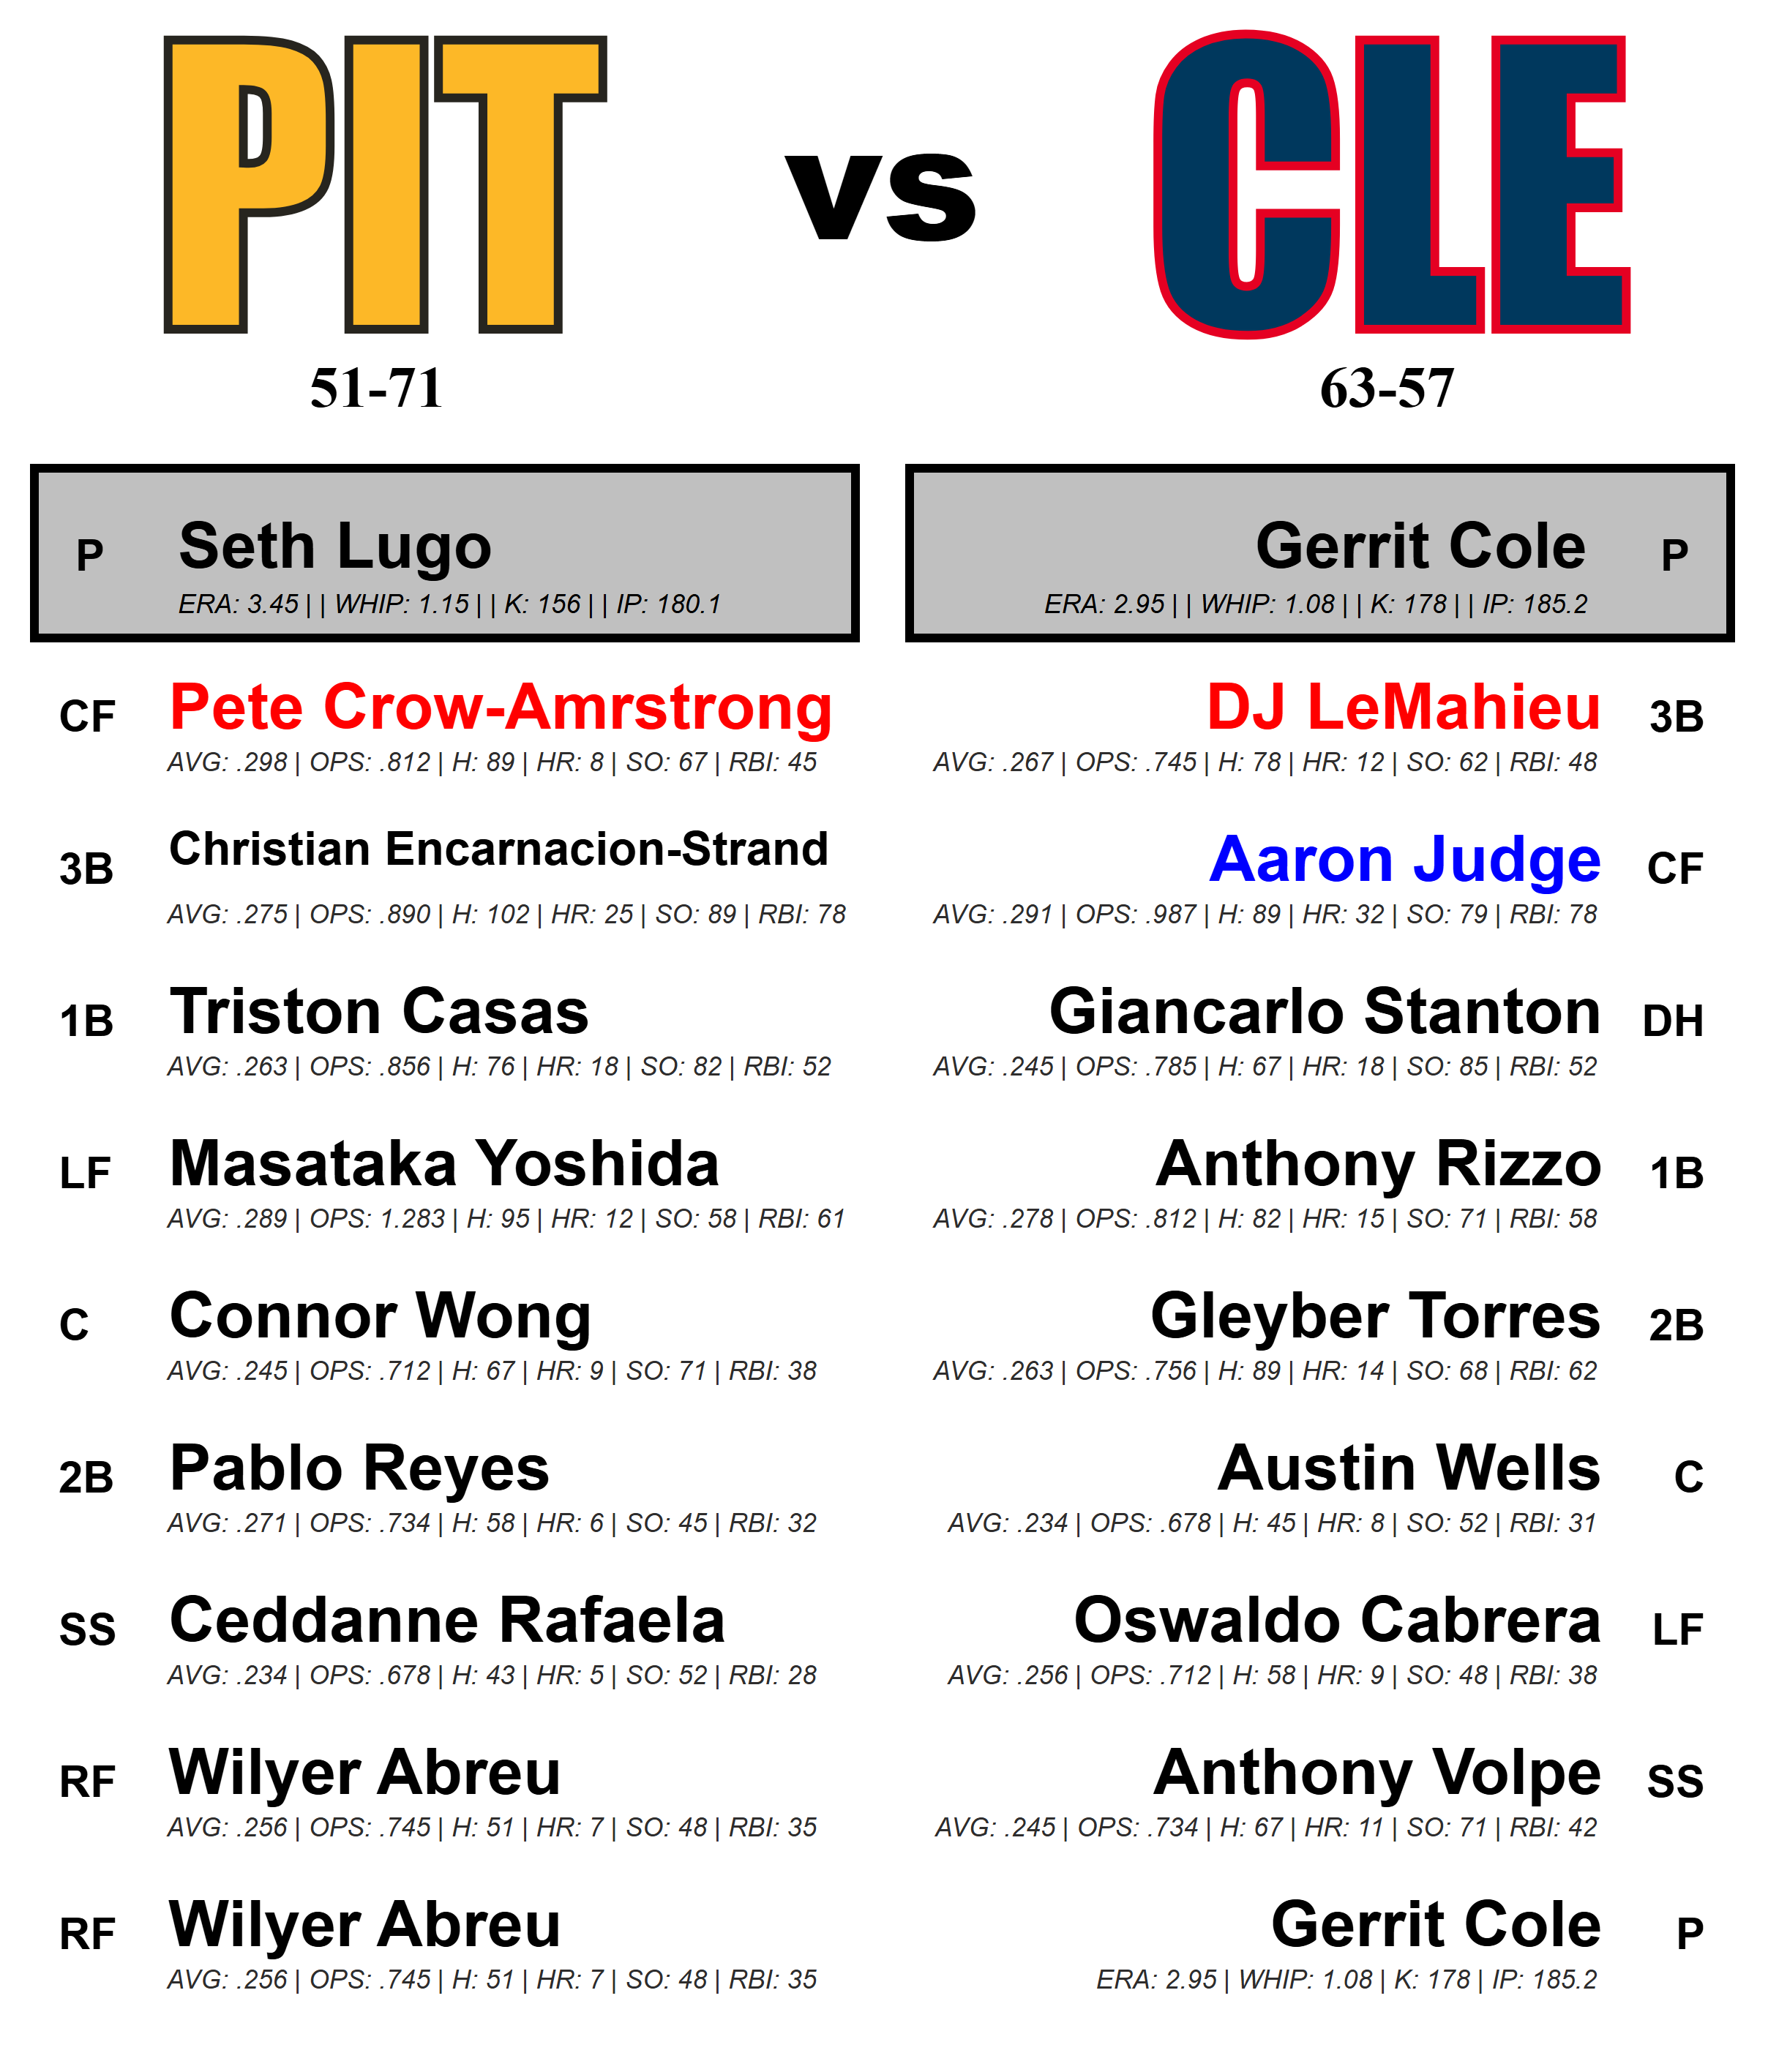 PIT
vs
CLE
51-71
63-57
P
Seth Lugo
ERA: 3.45 | | WHIP: 1.15 | | K: 156 | | IP: 180.1
Gerrit Cole
P
ERA: 2.95 | | WHIP: 1.08 | | K: 178 | | IP: 185.2
CF
Pete Crow-Amrstrong
AVG: .298 | OPS: .812 | H: 89 | HR: 8 | SO: 67 | RBI: 45
3B
Christian Encarnacion-Strand
AVG: .275 | OPS: .890 | H: 102 | HR: 25 | SO: 89 | RBI: 78
1B
Triston Casas
AVG: .263 | OPS: .856 | H: 76 | HR: 18 | SO: 82 | RBI: 52
LF
Masataka Yoshida
AVG: .289 | OPS: 1.283 | H: 95 | HR: 12 | SO: 58 | RBI: 61
C
Connor Wong
AVG: .245 | OPS: .712 | H: 67 | HR: 9 | SO: 71 | RBI: 38
2B
Pablo Reyes
AVG: .271 | OPS: .734 | H: 58 | HR: 6 | SO: 45 | RBI: 32
SS
Ceddanne Rafaela
AVG: .234 | OPS: .678 | H: 43 | HR: 5 | SO: 52 | RBI: 28
RF
Wilyer Abreu
AVG: .256 | OPS: .745 | H: 51 | HR: 7 | SO: 48 | RBI: 35
RF
Wilyer Abreu
AVG: .256 | OPS: .745 | H: 51 | HR: 7 | SO: 48 | RBI: 35
DJ LeMahieu
3B
AVG: .267 | OPS: .745 | H: 78 | HR: 12 | SO: 62 | RBI: 48
Aaron Judge
CF
AVG: .291 | OPS: .987 | H: 89 | HR: 32 | SO: 79 | RBI: 78
Giancarlo Stanton
DH
AVG: .245 | OPS: .785 | H: 67 | HR: 18 | SO: 85 | RBI: 52
Anthony Rizzo
1B
AVG: .278 | OPS: .812 | H: 82 | HR: 15 | SO: 71 | RBI: 58
Gleyber Torres
2B
AVG: .263 | OPS: .756 | H: 89 | HR: 14 | SO: 68 | RBI: 62
Austin Wells
C
AVG: .234 | OPS: .678 | H: 45 | HR: 8 | SO: 52 | RBI: 31
Oswaldo Cabrera
LF
AVG: .256 | OPS: .712 | H: 58 | HR: 9 | SO: 48 | RBI: 38
Anthony Volpe
SS
AVG: .245 | OPS: .734 | H: 67 | HR: 11 | SO: 71 | RBI: 42
Gerrit Cole
P
ERA: 2.95 | WHIP: 1.08 | K: 178 | IP: 185.2